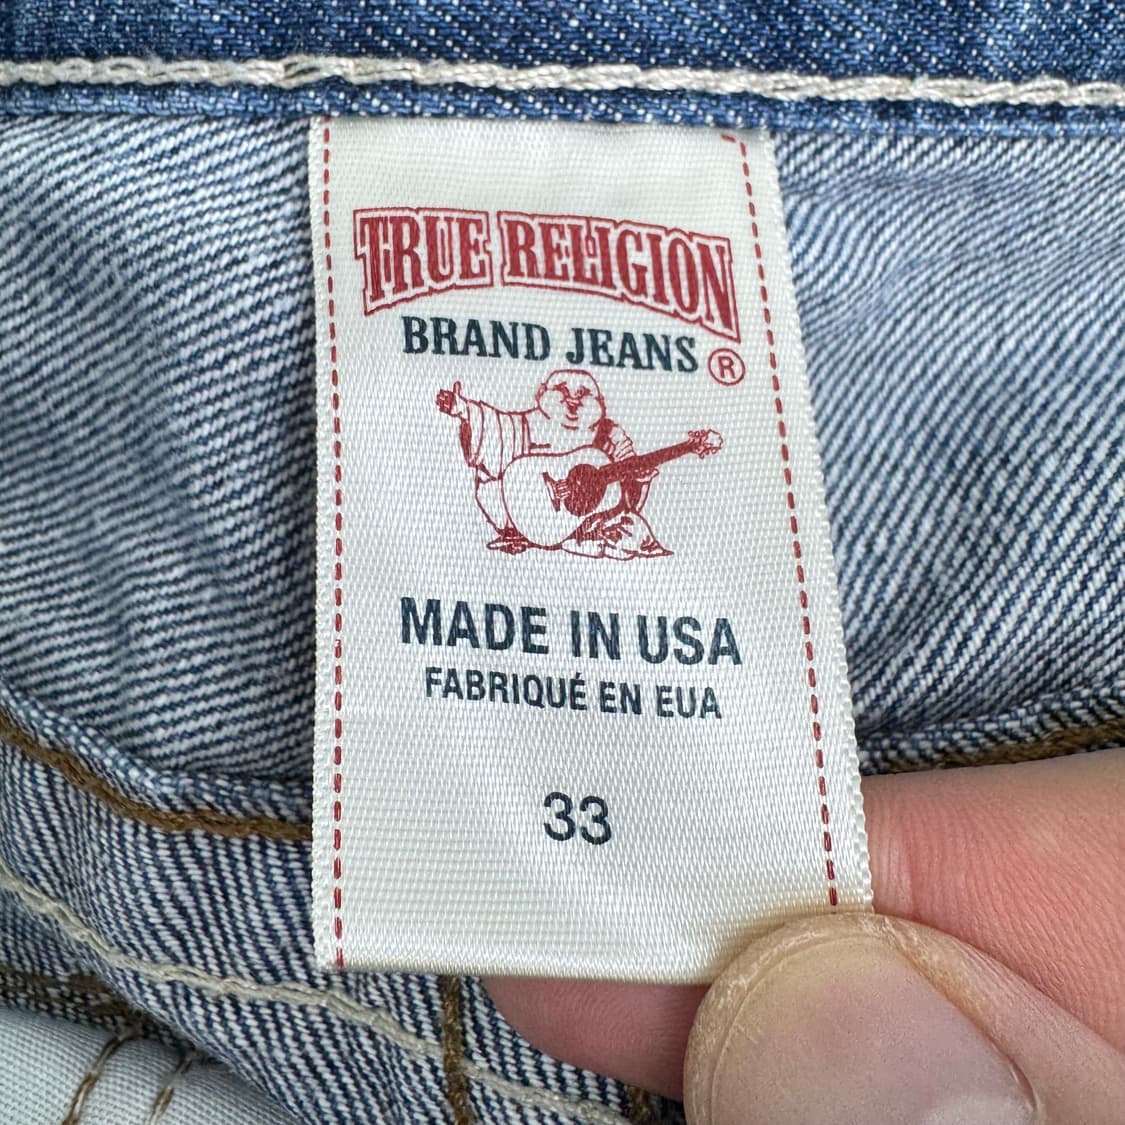 TRUE RELIGION
BRAND JEANS ®
MADE IN USA
FABRIQUÉ EN EUA
33